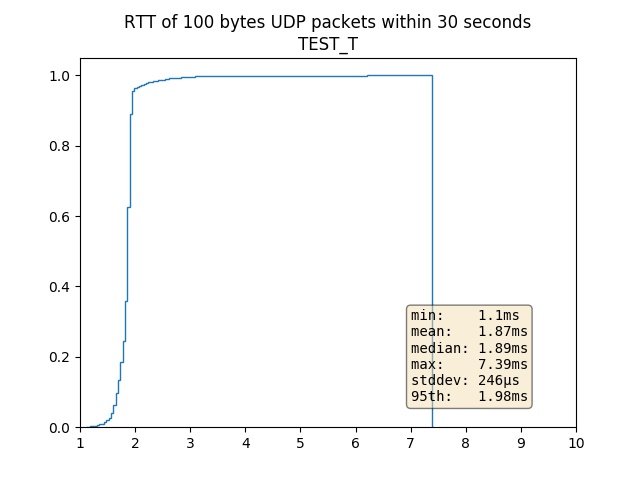 RTT of 100 bytes UDP packets within 30 seconds
TEST_T
1.0
0.8
0.6
0.4
0.2
0.0
min: 1.1ms
mean: 1.87ms
median: 1.89ms
max: 7.39ms
stddev: 246µs
95th: 1.98ms
1 2 3 4 5 6 7 8 9 10